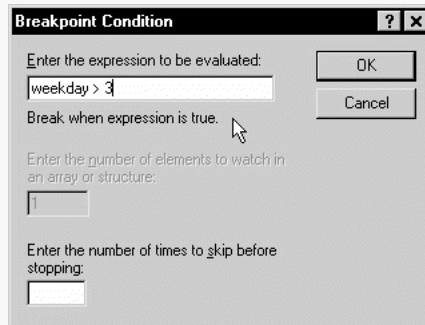 Breakpoint Condition
Enter the expression to be evaluated:
OK
weekday > 3
Cancel
Break when expression is true.
Enter the number of elements to watch in
an array or structure:
1
Enter the number of times to skip before
stopping: